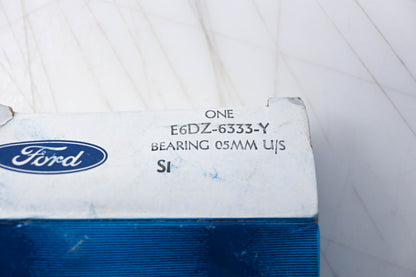 ONE
E6DZ-6333-Y
BEARING 05MM U/S
SI
Ford